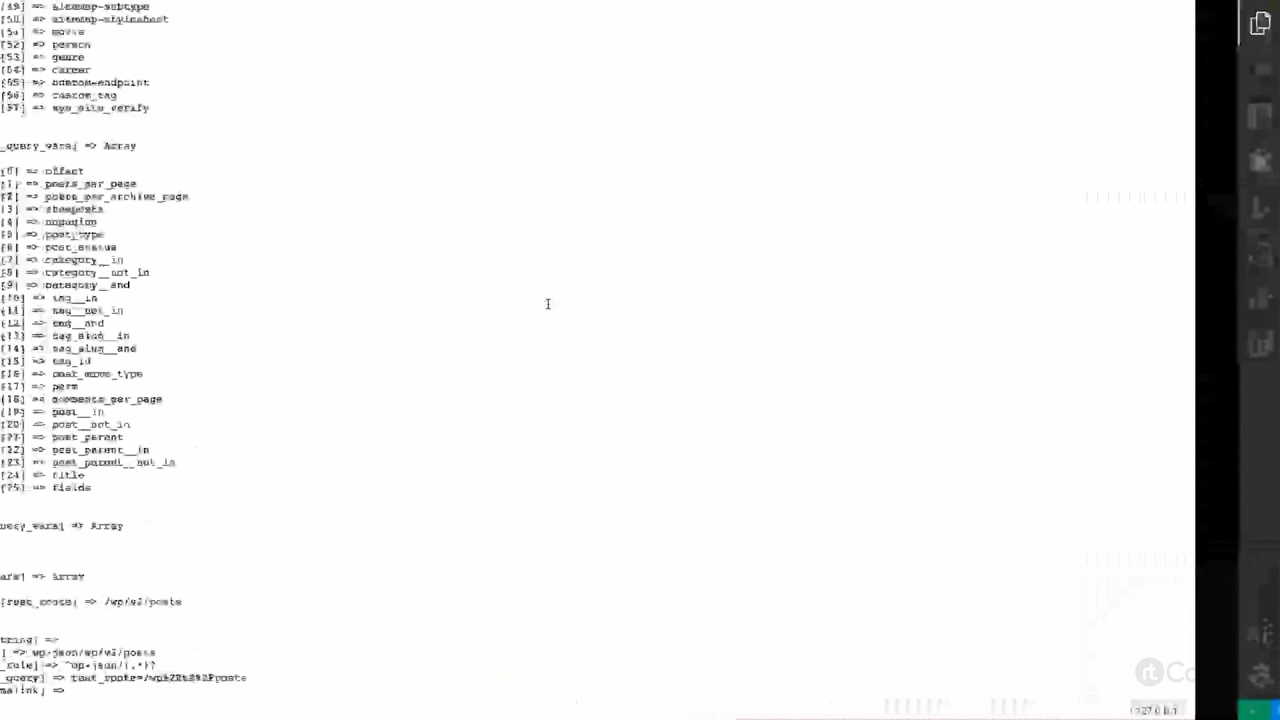 [49] => sitemap-subtype
[50] => sitemap-stylesheet
[51] => movie
[52] => person
[53] => genre
[54] => career
[55] => custom-endpoint
[56] => custom_tag
[57] =>
_query_vars] => Array
[0] => offset
[1] => posts_per_page
[2] => posts_per_archive_page
[3] => showposts
[4] => nopaging
[5] => post_type
[6] => post_status
[7] => category__in
[8] => category__not_in
[9] => category__and
[10] => tag__in
[11] => tag__not_in
[12] => tag__and
[13] => tag_slug__in
[14] => tag_slug__and
[15] => tag_id
[16] => post_mime_type
[17] => perm
[18] => comments_per_page
[19] => post__in
[20] => post__not_in
[21] => post_parent
[22] => post_parent__in
[23] => post_parent__not_in
[24] => title
[25] => fields
uery_vars] => Array
ars] => Array
[rest_route] => /wp/v2/posts
tring] =>
] => wp-json/wp/v2/posts
_rule] => ^wp-json/(.*)?
_query] => rest_route=/wp%2Fv2%2Fposts
malink] =>
rt Co